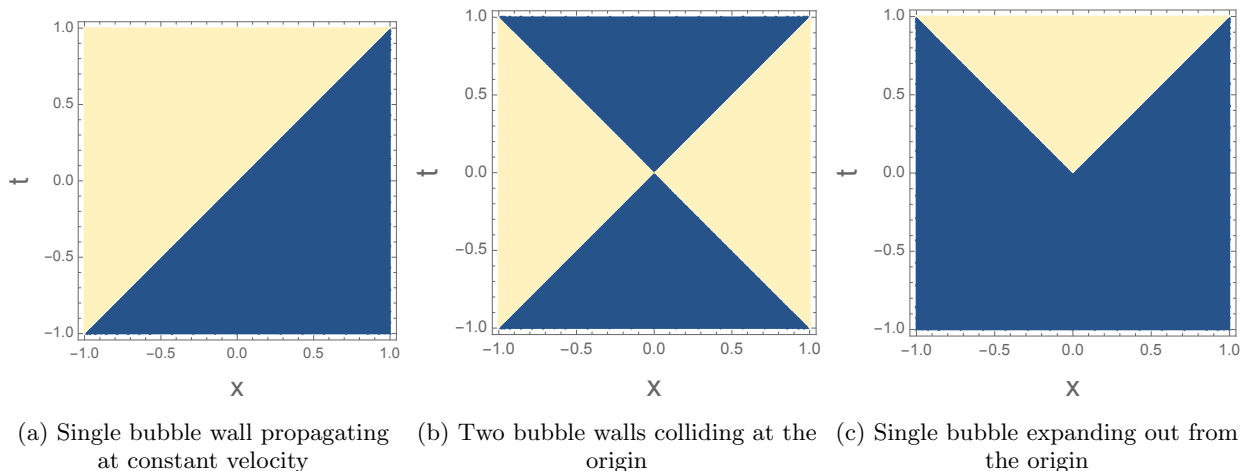 1.0
0.5
0.0
−0.5
−1.0
t
−1.0 −0.5 0.0 0.5 1.0
x
(a) Single bubble wall propagating
at constant velocity
1.0
0.5
0.0
−0.5
−1.0
t
−1.0 −0.5 0.0 0.5 1.0
x
(b) Two bubble walls colliding at the
origin
1.0
0.5
0.0
−0.5
−1.0
t
−1.0 −0.5 0.0 0.5 1.0
x
(c) Single bubble expanding out from
the origin